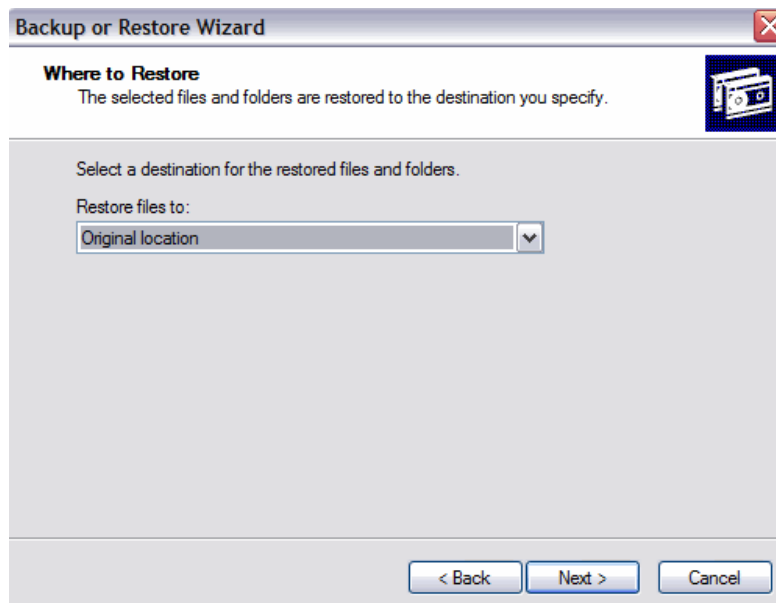 Backup or Restore Wizard
Where to Restore
The selected files and folders are restored to the destination you specify.
Select a destination for the restored files and folders.
Restore files to:
Original location
< Back Next > Cancel